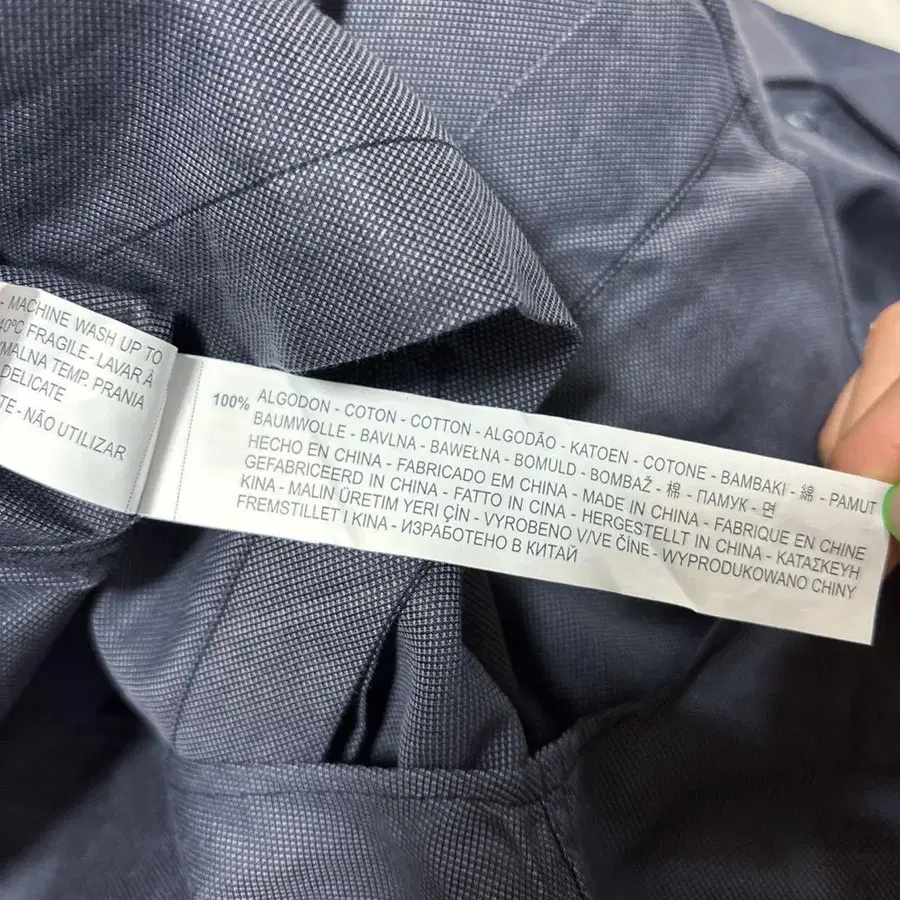 - MACHINE WASH UP TO
40ºC FRAGILE - LAVAR À
MALNA TEMP. PRANIA
DELICATE
TE - NÃO UTILIZAR
100% ALGODON - COTON - COTTON - ALGODÃO - KATOEN - COTONE - BAMBAKI - 綿 - PAMUT
BAUMWOLLE - BAVLNA - BAWEŁNA - BOMULD - BOMBAŽ - 棉 - ПАМУК - 면
HECHO EN CHINA - FABRICADO EM CHINA - MADE IN CHINA - FABRIQUE EN CHINE
GEFABRICEERD IN CHINA - FATTO IN CINA - HERGESTELLT IN CHINA - ΚΑΤΑΣΚΕΥΗ
KINA - MALIN ÜRETIM YERI ÇİN - VYROBENO V/VE ČÍNE - WYPRODUKOWANO CHINY
FREMSTILLET I KINA - ИЗРАБОТЕНО В КИТАЙ